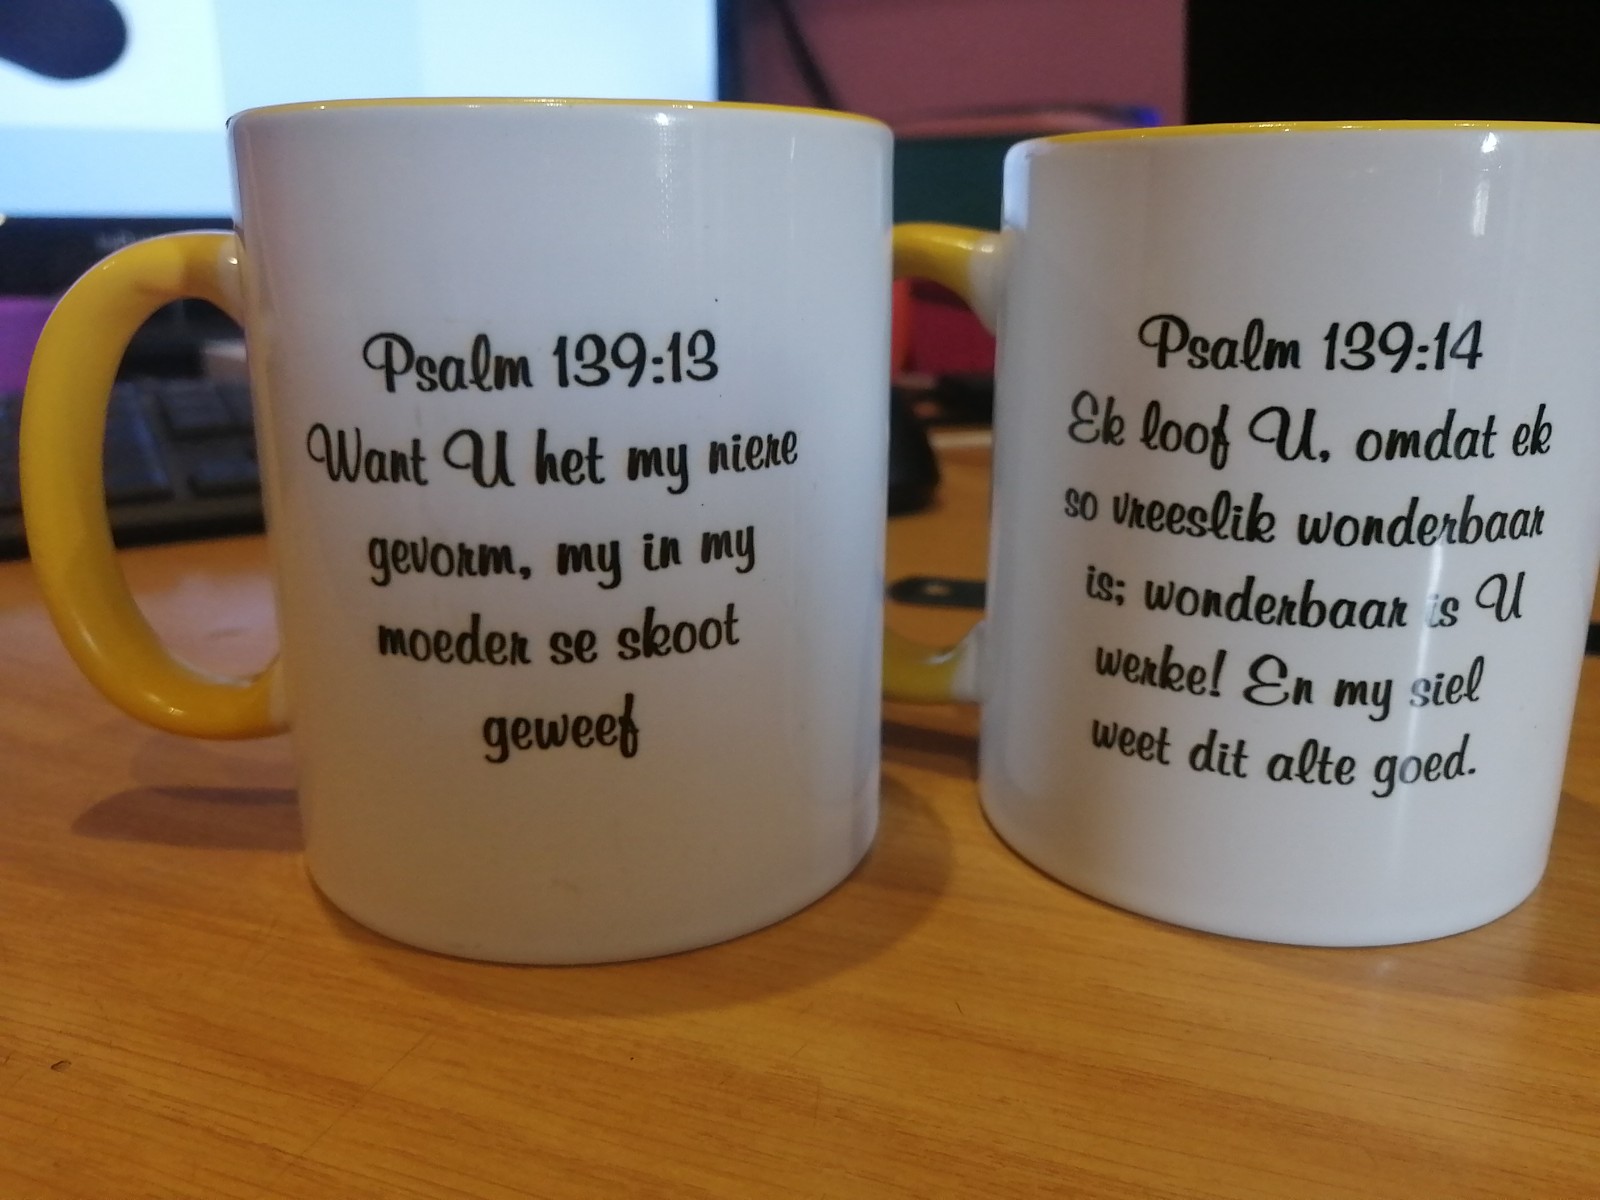 Psalm 139:13
Want U het my niere
gevorm, my in my
moeder se skoot
geweef
Psalm 139:14
Ek loof U, omdat ek
so vreeslik wonderbaar
is; wonderbaar is U
werke! En my siel
weet dit alte goed.